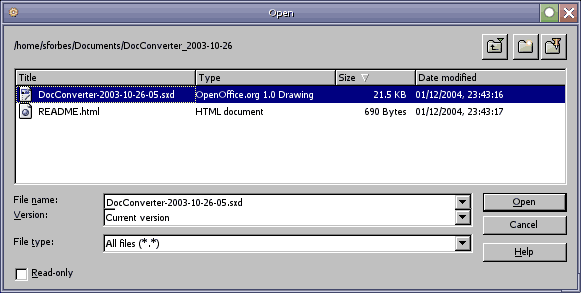 Open
/home/sforbes/Documents/DocConverter_2003-10-26
Title Type Size Date modified
DocConverter-2003-10-26-05.sxd OpenOffice.org 1.0 Drawing 21.5 KB 01/12/2004, 23:43:16
README.html HTML document 690 Bytes 01/12/2004, 23:43:17
File name: DocConverter-2003-10-26-05.sxd Open
Version: Current version
Cancel
File type: All files (*.*)
Help
Read-only